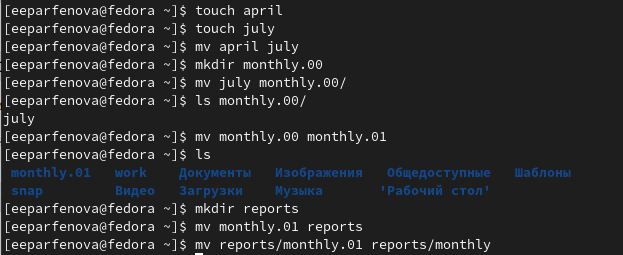 [eeparfenova@fedora ~]$ touch april
[eeparfenova@fedora ~]$ touch july
[eeparfenova@fedora ~]$ mv april july
[eeparfenova@fedora ~]$ mkdir monthly.00
[eeparfenova@fedora ~]$ mv july monthly.00/
[eeparfenova@fedora ~]$ ls monthly.00/
july
[eeparfenova@fedora ~]$ mv monthly.00 monthly.01
[eeparfenova@fedora ~]$ ls
monthly.01 work Документы Изображения Общедоступные Шаблоны
snap Видео Загрузки Музыка 'Рабочий стол'
[eeparfenova@fedora ~]$ mkdir reports
[eeparfenova@fedora ~]$ mv monthly.01 reports
[eeparfenova@fedora ~]$ mv reports/monthly.01 reports/monthly